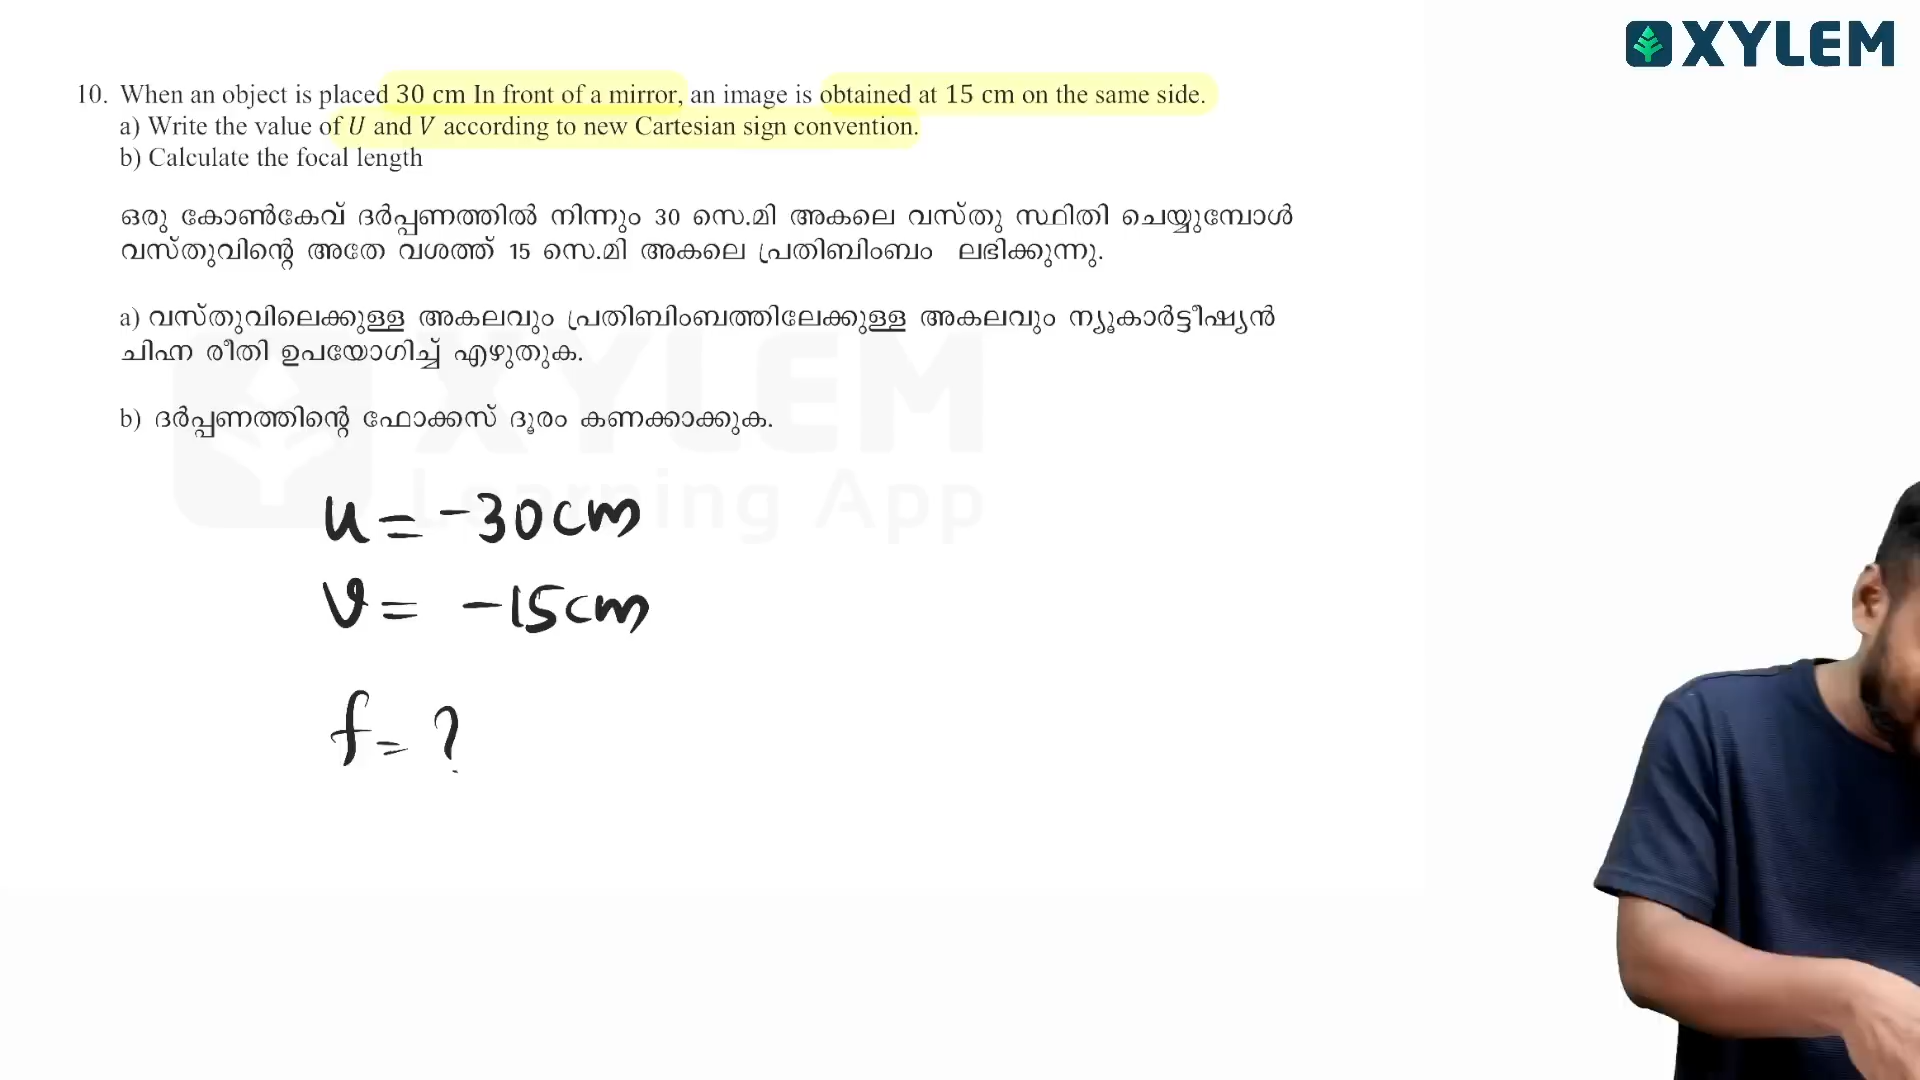 XYLEM
10. When an object is placed 30 cm In front of a mirror, an image is obtained at 15 cm on the same side.
a) Write the value of U and V according to new Cartesian sign convention.
b) Calculate the focal length
ഒരു കോൺകേവ് ദർപ്പണത്തിൽ നിന്നും 30 സെ.മി അകലെ വസ്തു സ്ഥിതി ചെയ്യുമ്പോൾ
വസ്തുവിന്റെ അതേ വശത്ത് 15 സെ.മി അകലെ പ്രതിബിംബം ലഭിക്കുന്നു.
a) വസ്തുവിലെക്കുള്ള അകലവും പ്രതിബിംബത്തിലേക്കുള്ള അകലവും ന്യൂകാർട്ടീഷ്യൻ
ചിഹ്ന രീതി ഉപയോഗിച്ച് എഴുതുക.
b) ദർപ്പണത്തിന്റെ ഫോക്കസ് ദൂരം കണക്കാക്കുക.
XYLEM
Learning App
u = -30cm
v = -15cm
f = ?